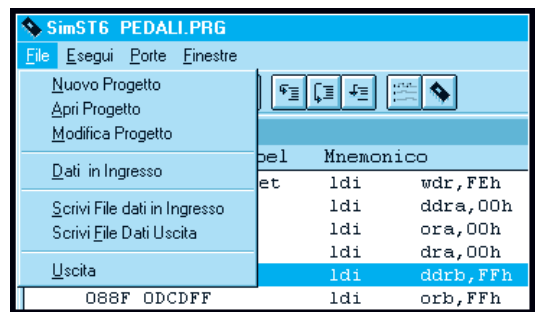 SimST6 PEDALI.PRG
File Esegui Porte Finestre
Nuovo Progetto
Apri Progetto
Modifica Progetto
Dati in Ingresso
Scrivi File dati in Ingresso
Scrivi File Dati Uscita
Uscita
bel Mnemonico
et ldi wdr,FEh
ldi ddra,00h
ldi ora,00h
ldi dra,00h
ldi ddrb,FFh
088F 0DCDFF ldi orb,FFh